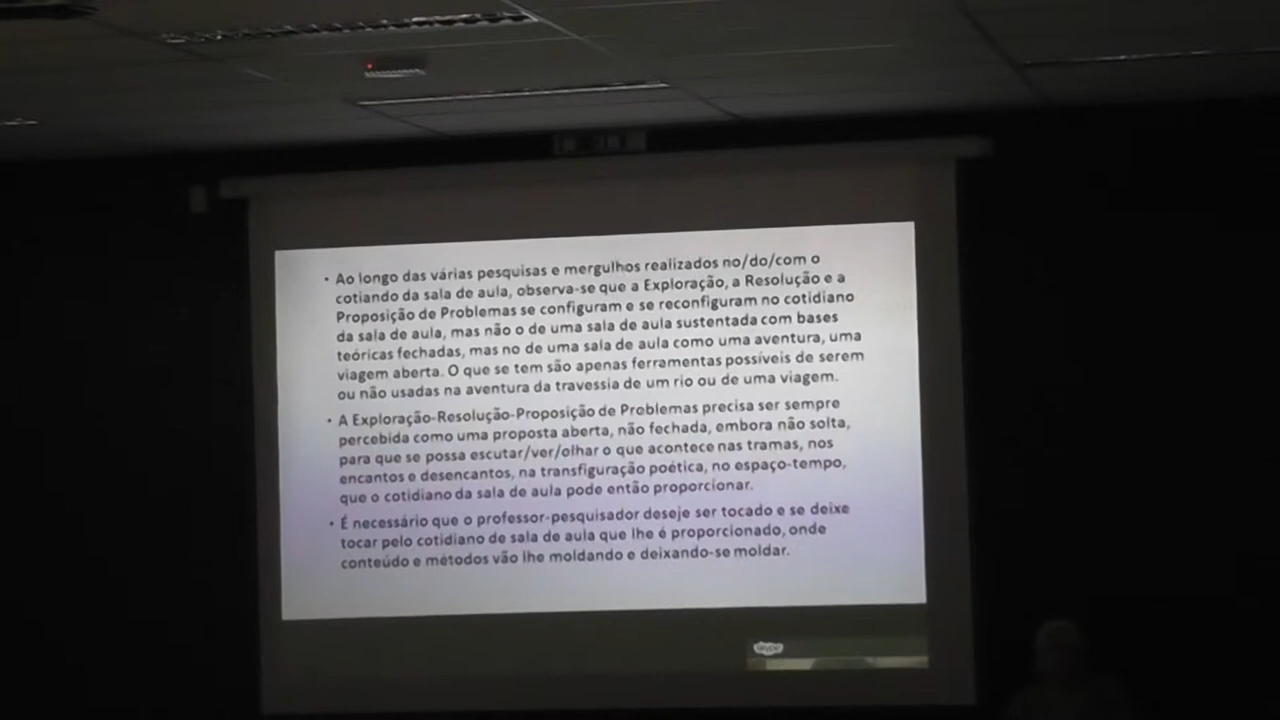 • Ao longo das várias pesquisas e mergulhos realizados no/do/com o
cotiando da sala de aula, observa-se que a Exploração, a Resolução e a
Proposição de Problemas se configuram e se reconfiguram no cotidiano
da sala de aula, mas não o de uma sala de aula sustentada com bases
teóricas fechadas, mas no de uma sala de aula como uma aventura, uma
viagem aberta. O que se tem são apenas ferramentas possíveis de serem
ou não usadas na aventura da travessia de um rio ou de uma viagem.
• A Exploração-Resolução-Proposição de Problemas precisa ser sempre
percebida como uma proposta aberta, não fechada, embora não solta,
para que se possa escutar/ver/olhar o que acontece nas tramas, nos
encantos e desencantos, na transfiguração poética, no espaço-tempo,
que o cotidiano da sala de aula pode então proporcionar.
• É necessário que o professor-pesquisador deseje ser tocado e se deixe
tocar pelo cotidiano de sala de aula que lhe é proporcionado, onde
conteúdo e métodos vão lhe moldando e deixando-se moldar.
skype